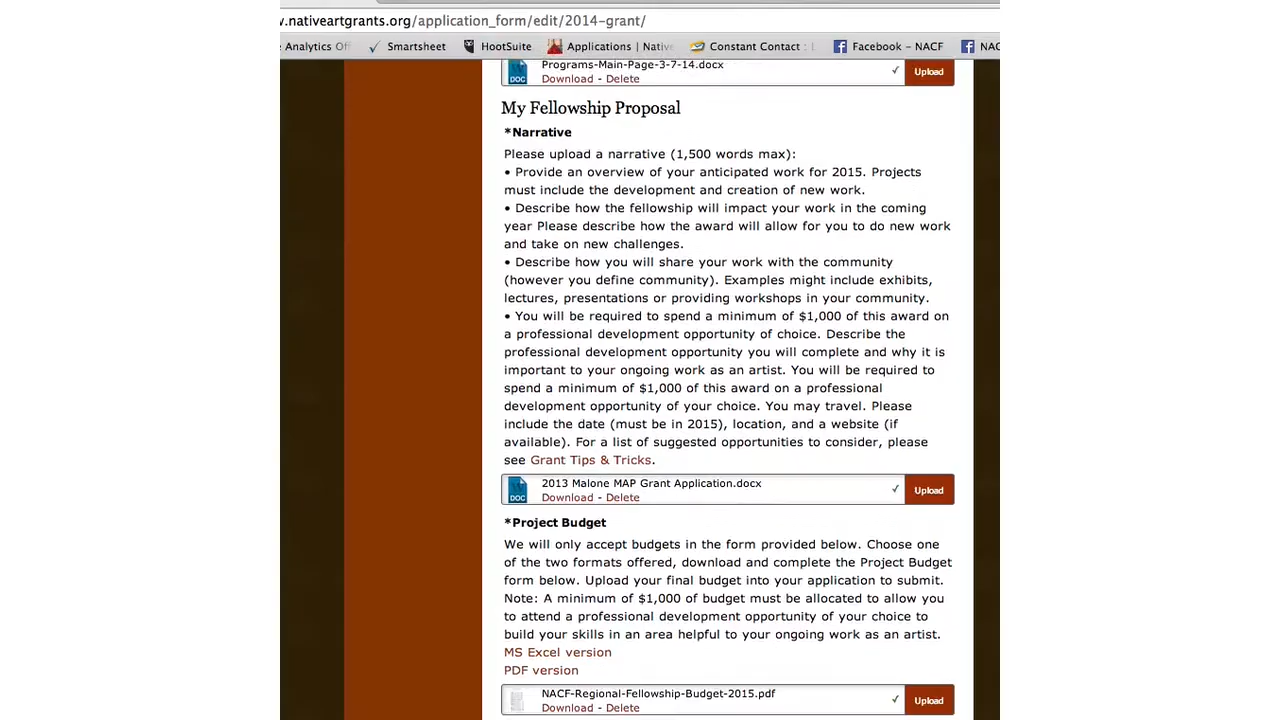 w.nativeartgrants.org/application_form/edit/2014-grant/
Analytics Off Smartsheet HootSuite Applications | Native Constant Contact : Facebook – NACF NAC
Programs-Main-Page-3-7-14.docx
Download - Delete
Upload
My Fellowship Proposal
*Narrative
Please upload a narrative (1,500 words max):
• Provide an overview of your anticipated work for 2015. Projects
must include the development and creation of new work.
• Describe how the fellowship will impact your work in the coming
year Please describe how the award will allow for you to do new work
and take on new challenges.
• Describe how you will share your work with the community
(however you define community). Examples might include exhibits,
lectures, presentations or providing workshops in your community.
• You will be required to spend a minimum of $1,000 of this award on
a professional development opportunity of choice. Describe the
professional development opportunity you will complete and why it is
important to your ongoing work as an artist. You will be required to
spend a minimum of $1,000 of this award on a professional
development opportunity of your choice. You may travel. Please
include the date (must be in 2015), location, and a website (if
available). For a list of suggested opportunities to consider, please
see Grant Tips & Tricks.
DOC
2013 Malone MAP Grant Application.docx
Download - Delete
Upload
*Project Budget
We will only accept budgets in the form provided below. Choose one
of the two formats offered, download and complete the Project Budget
form below. Upload your final budget into your application to submit.
Note: A minimum of $1,000 of budget must be allocated to allow you
to attend a professional development opportunity of your choice to
build your skills in an area helpful to your ongoing work as an artist.
MS Excel version
PDF version
NACF-Regional-Fellowship-Budget-2015.pdf
Download - Delete
Upload